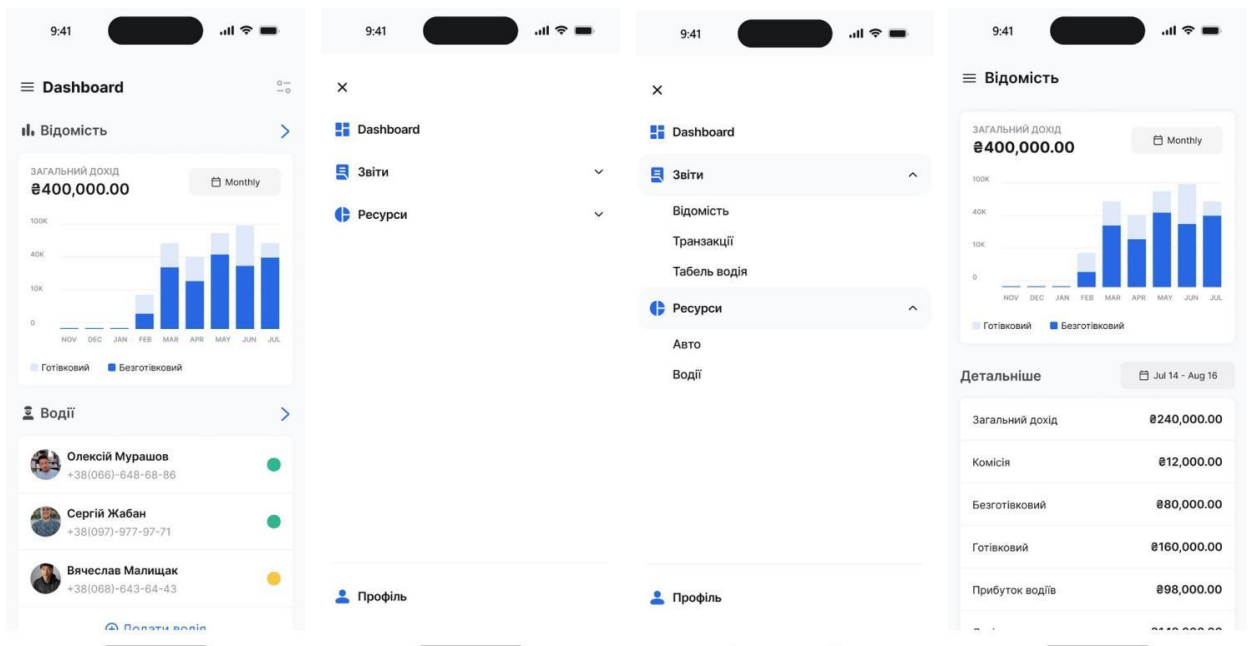 9:41
Dashboard
Відомість
ЗАГАЛЬНИЙ ДОХІД
₴400,000.00
Monthly
100K
40K
10K
0
NOV DEC JAN FEB MAR APR MAY JUN JUL
Готівковий Безготівковий
Водії
Олексій Мурашов
+38(066)-648-68-86
Сергій Жабан
+38(097)-977-97-71
Вячеслав Малищак
+38(068)-643-64-43
Додати водія
9:41
Dashboard
Звіти
Ресурси
Профіль
9:41
Dashboard
Звіти
Відомість
Транзакції
Табель водія
Ресурси
Авто
Водії
Профіль
9:41
Відомість
ЗАГАЛЬНИЙ ДОХІД
₴400,000.00
Monthly
100K
40K
10K
0
NOV DEC JAN FEB MAR APR MAY JUN JUL
Готівковий Безготівковий
Детальніше
Jul 14 - Aug 16
Загальний дохід ₴240,000.00
Комісія ₴12,000.00
Безготівковий ₴80,000.00
Готівковий ₴160,000.00
Прибуток водіїв ₴98,000.00